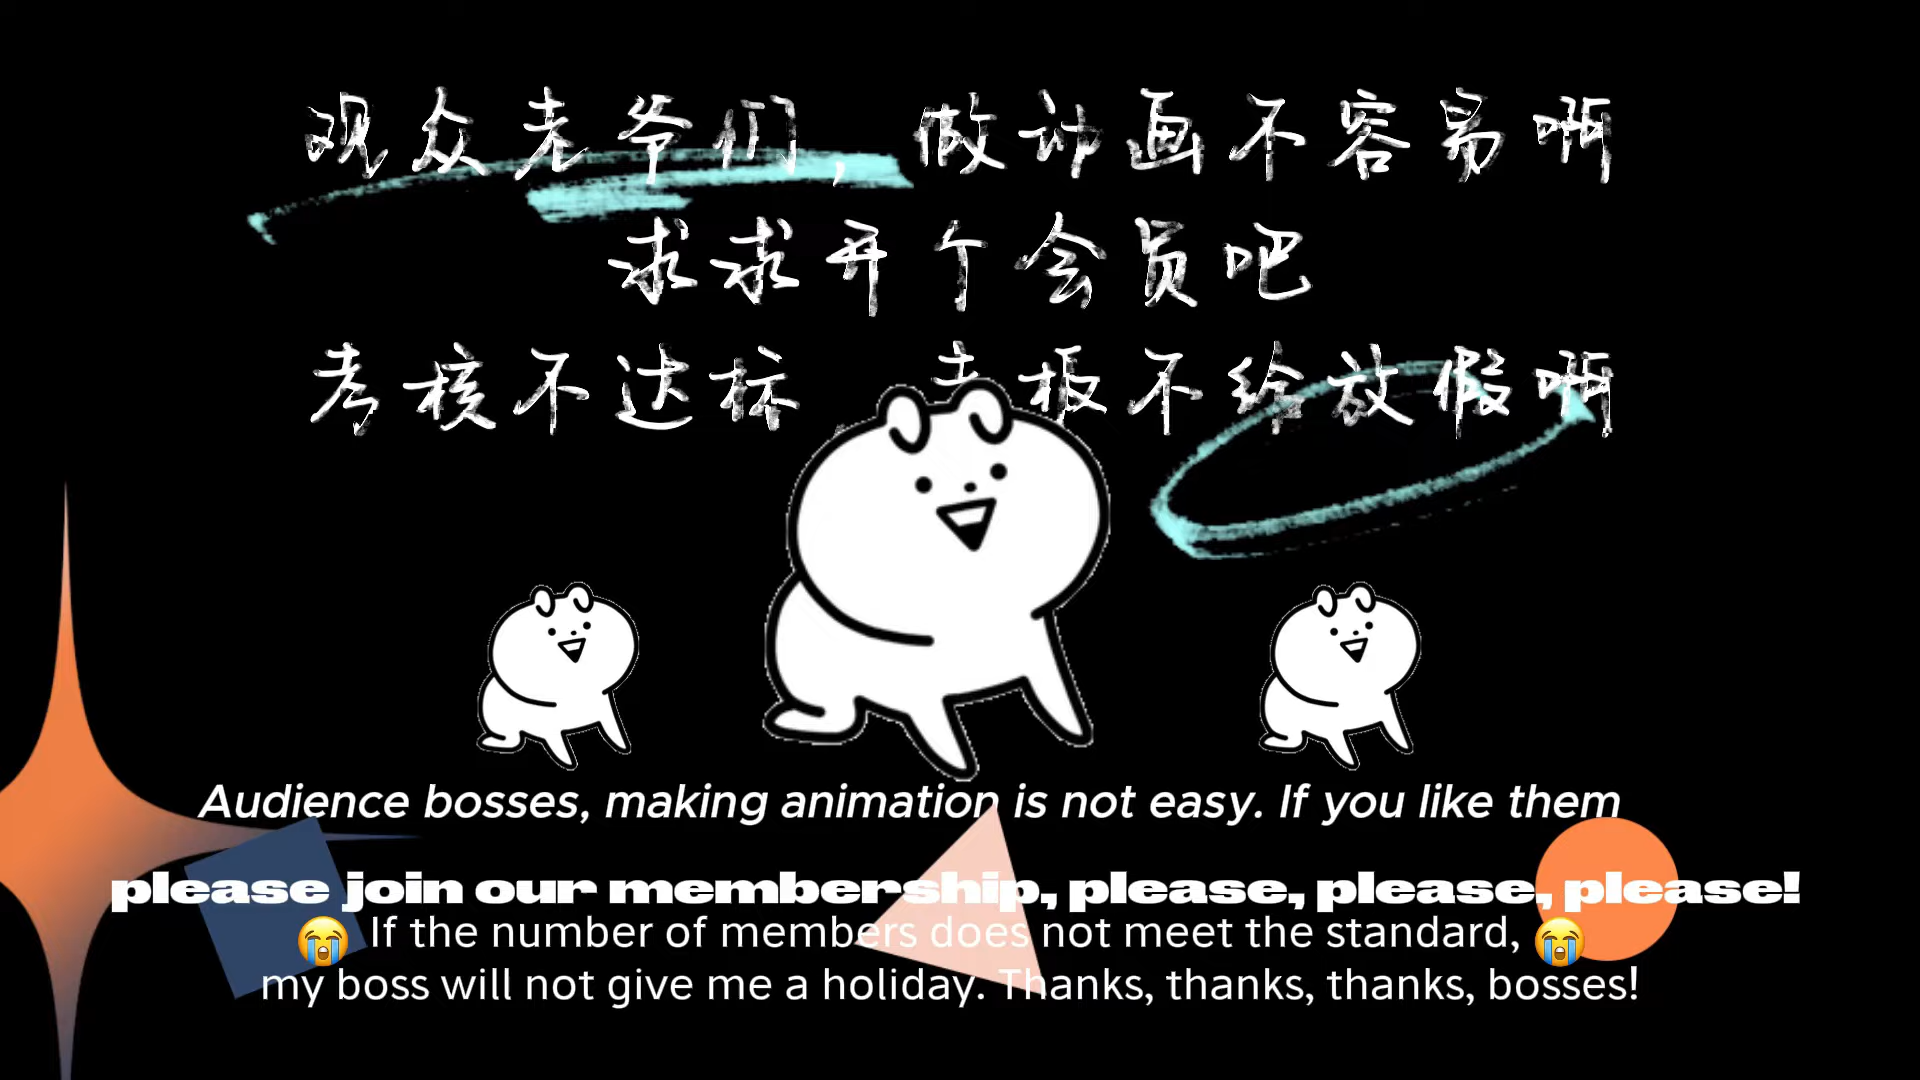 观众老爷们，做动画不容易啊
求求开个会员吧
考核不达标，老板不给放假啊
Audience bosses, making animation is not easy. If you like them
please join our membership, please, please, please!
😭 If the number of members does not meet the standard, 😭
my boss will not give me a holiday. Thanks, thanks, thanks, bosses!